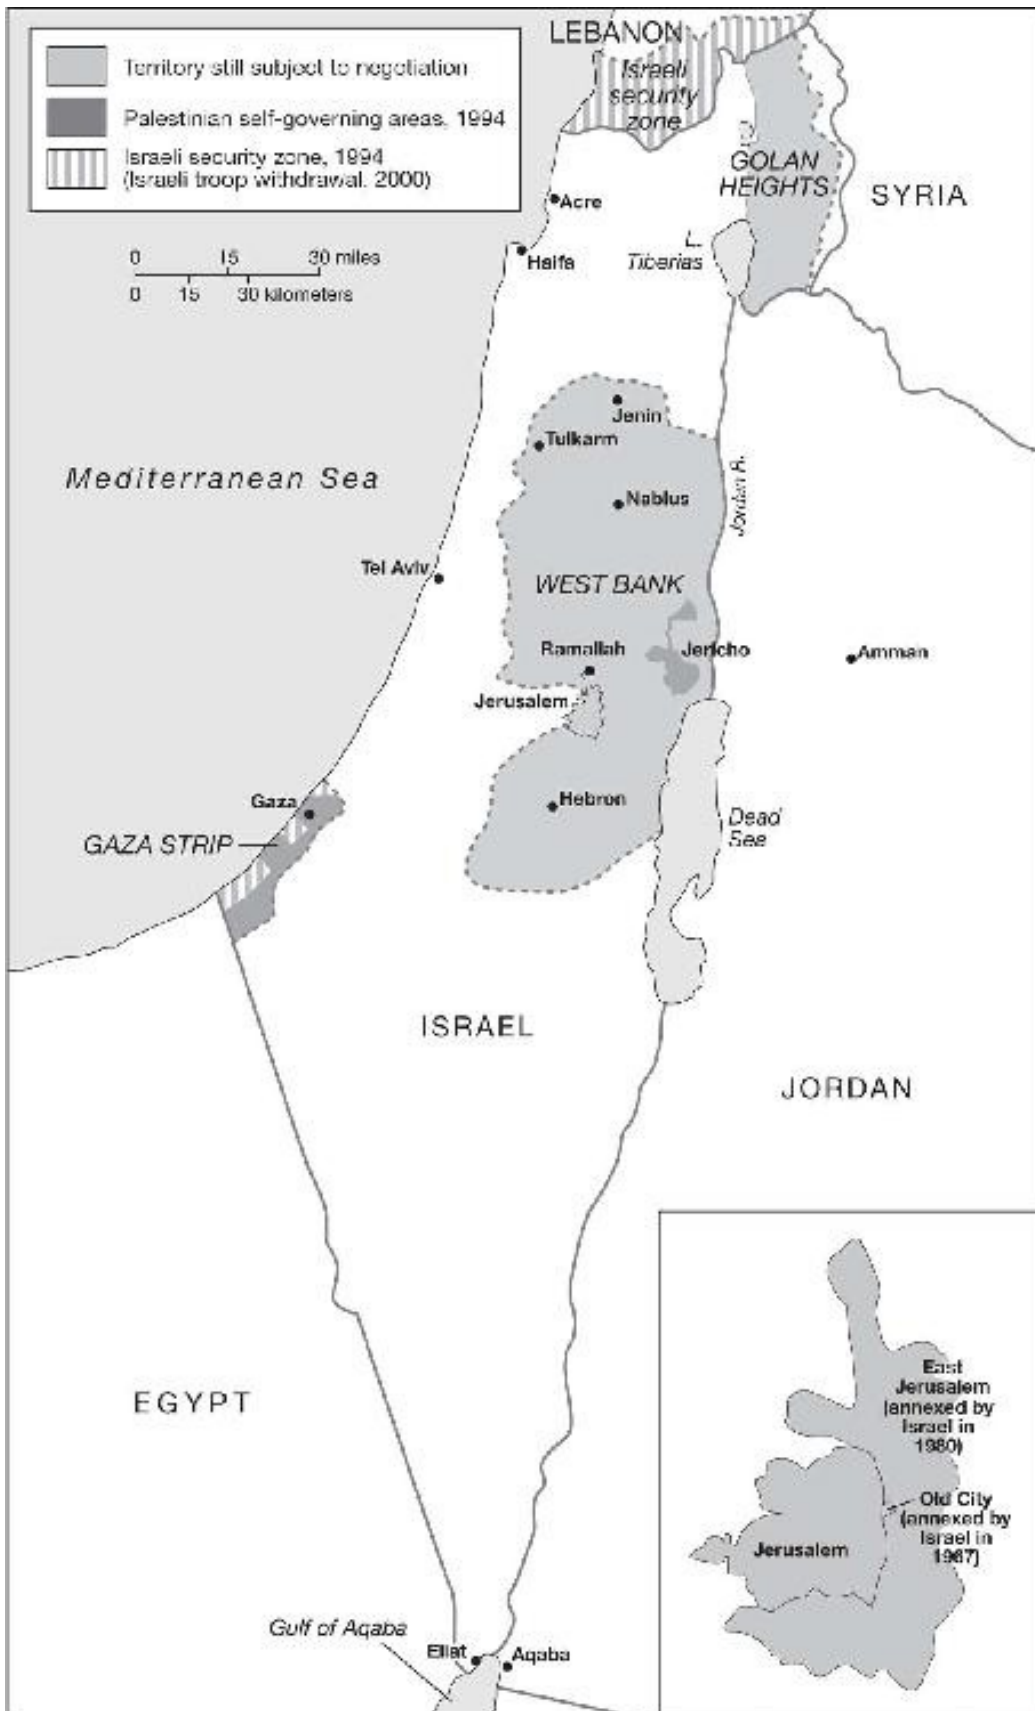 Territory still subject to negotiation
Palestinian self-governing areas, 1994
Israeli security zone, 1994
(Israeli troop withdrawal, 2000)
0 15 30 miles
0 15 30 kilometers
LEBANON
Israeli
security
zone
GOLAN
HEIGHTS
SYRIA
Acre
Haifa
L.
Tiberias
Jenin
Tulkarm
Mediterranean Sea
Nablus
Jordan R.
Tel Aviv
WEST BANK
Ramallah
Jericho
Amman
Jerusalem
Gaza
Hebron
Dead
Sea
GAZA STRIP
ISRAEL
JORDAN
EGYPT
East
Jerusalem
(annexed by
Israel in
1980)
Old City
(annexed by
Israel in
1967)
Jerusalem
Gulf of Aqaba
Eilat
Aqaba